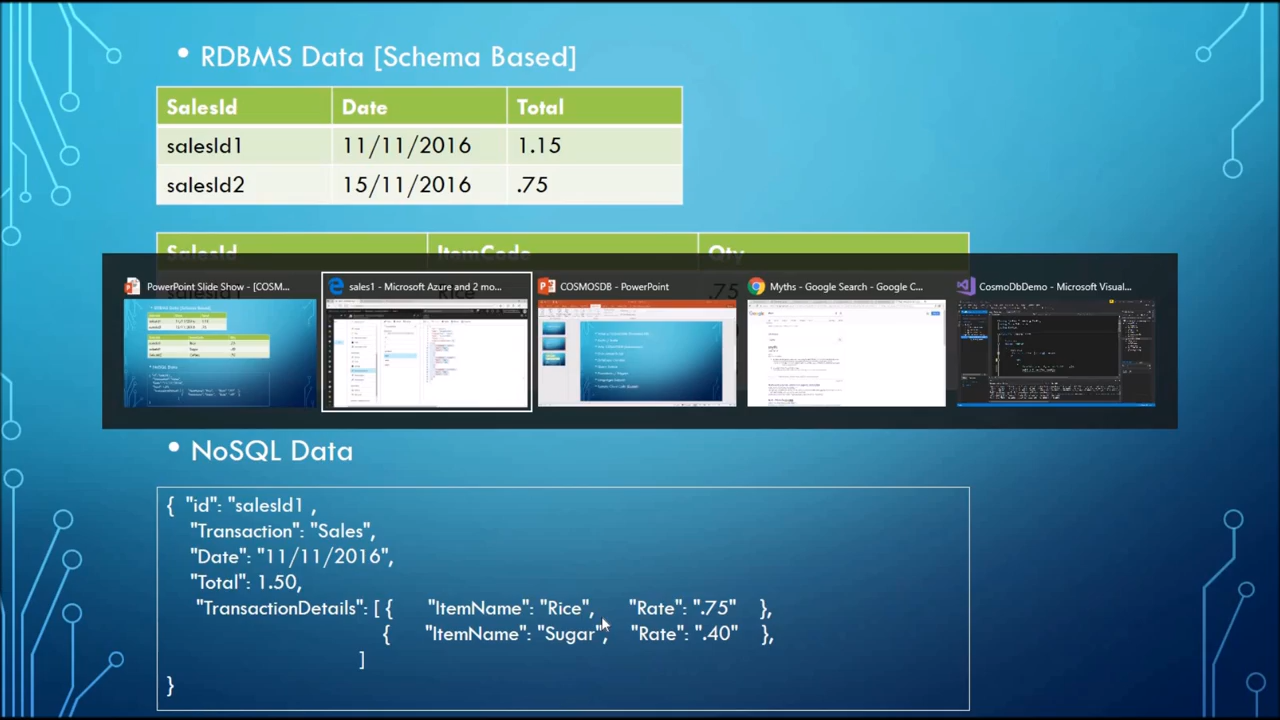 • RDBMS Data [Schema Based]
SalesId Date Total
salesId1 11/11/2016 1.15
salesId2 15/11/2016 .75
SalesId ItemCode Qty
salesId1 Rice .75
PowerPoint Slide Show - [COSM...
sales1 - Microsoft Azure and 2 mo...
COSMOSDB - PowerPoint
Myths - Google Search - Google C...
CosmoDbDemo - Microsoft Visual...
• NoSQL Data
{ "id": "salesId1 ,
"Transaction": "Sales",
"Date": "11/11/2016",
"Total": 1.50,
"TransactionDetails": [ { "ItemName": "Rice", "Rate": ".75" },
{ "ItemName": "Sugar", "Rate": ".40" },
]
}